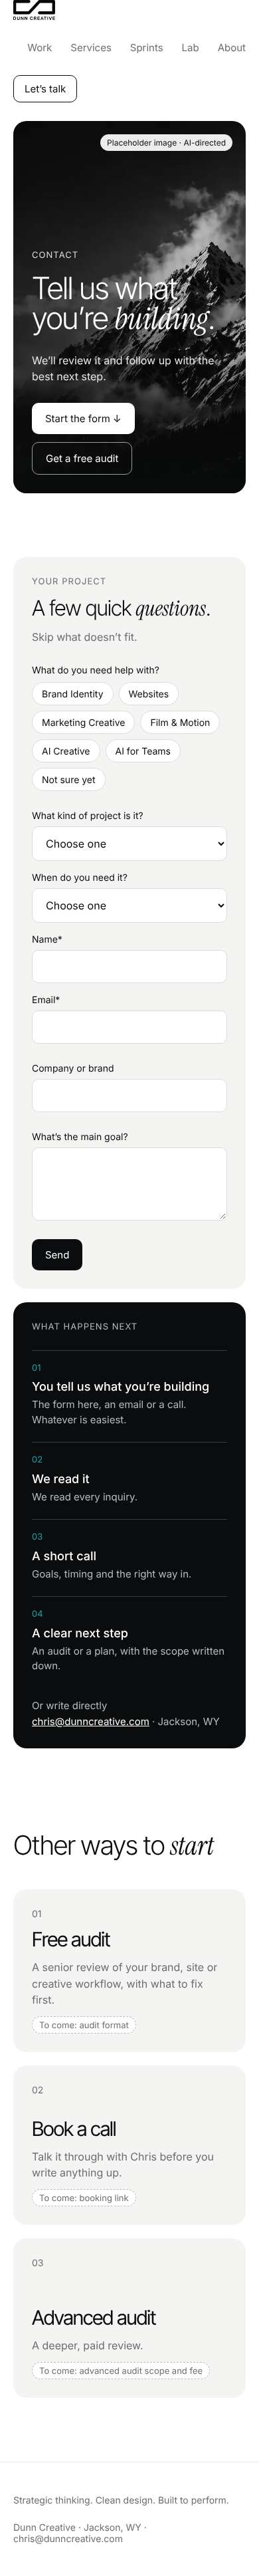 DUNN CREATIVE
Work Services Sprints Lab About
Let’s talk
Placeholder image · AI-directed
CONTACT
Tell us what
you’re building.
We’ll review it and follow up with the
best next step.
Start the form ↓
Get a free audit
YOUR PROJECT
A few quick questions.
Skip what doesn’t fit.
What do you need help with?
Brand Identity Websites
Marketing Creative Film & Motion
AI Creative AI for Teams
Not sure yet
What kind of project is it?
Choose one
When do you need it?
Choose one
Name*
Email*
Company or brand
What’s the main goal?
Send
WHAT HAPPENS NEXT
01
You tell us what you’re building
The form here, an email or a call.
Whatever is easiest.
02
We read it
We read every inquiry.
03
A short call
Goals, timing and the right way in.
04
A clear next step
An audit or a plan, with the scope written
down.
Or write directly
chris@dunncreative.com · Jackson, WY
Other ways to start
01
Free audit
A senior review of your brand, site or
creative workflow, with what to fix
first.
To come: audit format
02
Book a call
Talk it through with Chris before you
write anything up.
To come: booking link
03
Advanced audit
A deeper, paid review.
To come: advanced audit scope and fee
Strategic thinking. Clean design. Built to perform.
Dunn Creative · Jackson, WY ·
chris@dunncreative.com